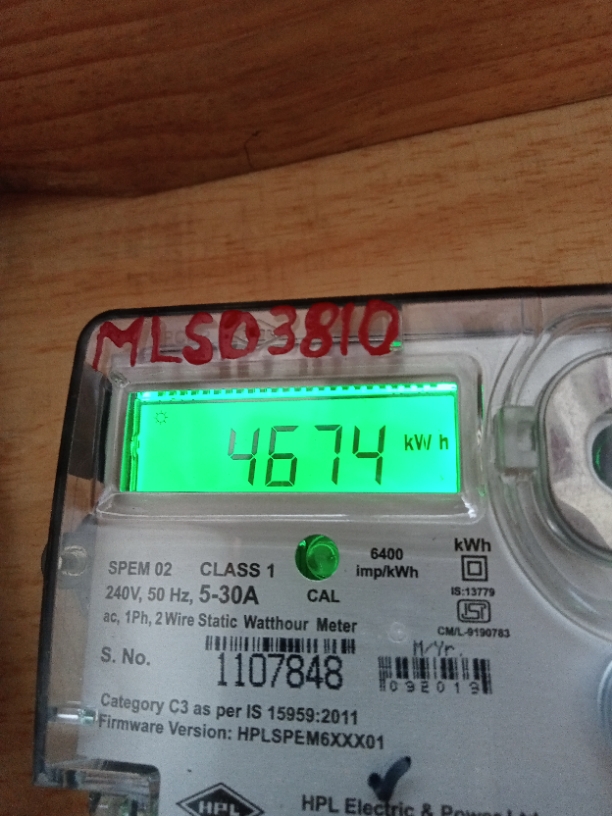 MLSD3810
4674 kWh
SPEM 02 CLASS 1 6400 imp/kWh kWh
240V, 50 Hz, 5-30A CAL IS:13779
ac, 1Ph, 2 Wire Static Watthour Meter CM/L-9190783
S. No. 1107848 M/Yr. 092019
Category C3 as per IS 15959:2011
Firmware Version: HPLSPEM6XXX01
HPL HPL Electric & Power Ltd